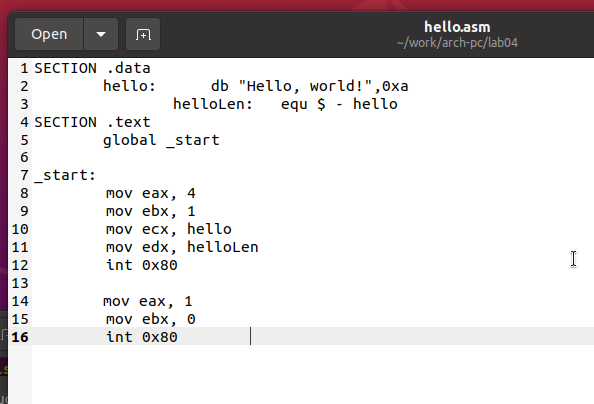 Open
hello.asm
~/work/arch-pc/lab04
1 SECTION .data
2 hello: db "Hello, world!",0xa
3 helloLen: equ $ - hello
4 SECTION .text
5 global _start
6
7 _start:
8 mov eax, 4
9 mov ebx, 1
10 mov ecx, hello
11 mov edx, helloLen
12 int 0x80
13
14 mov eax, 1
15 mov ebx, 0
16 int 0x80